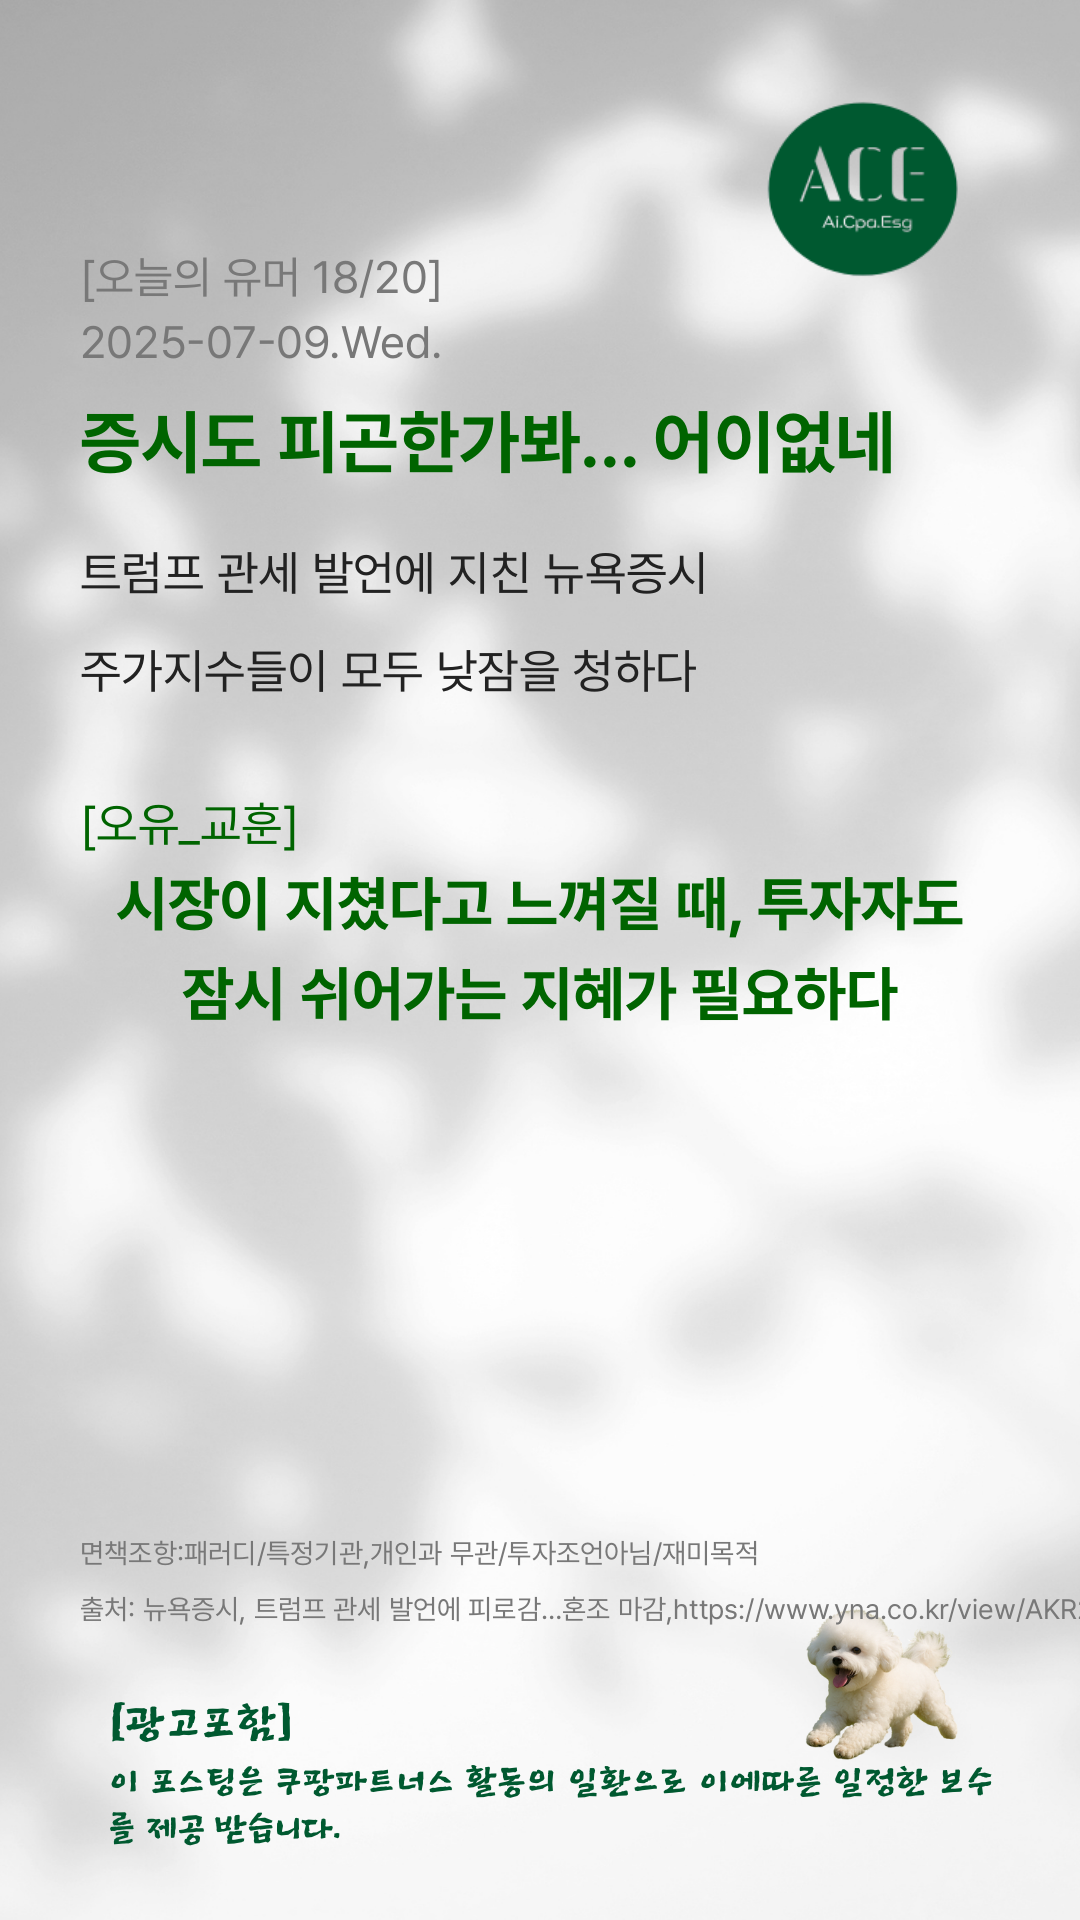 ACE
Ai.Cpa.Esg
[오늘의 유머 18/20]
2025-07-09.Wed.
증시도 피곤한가봐... 어이없네
트럼프 관세 발언에 지친 뉴욕증시
주가지수들이 모두 낮잠을 청하다
[오유_교훈]
시장이 지쳤다고 느껴질 때, 투자자도
잠시 쉬어가는 지혜가 필요하다
면책조항:패러디/특정기관,개인과 무관/투자조언아님/재미목적
출처: 뉴욕증시, 트럼프 관세 발언에 피로감...혼조 마감,https://www.yna.co.kr/view/AKR
[광고포함]
이 포스팅은 쿠팡파트너스 활동의 일환으로 이에따른 일정한 보수
를 제공 받습니다.